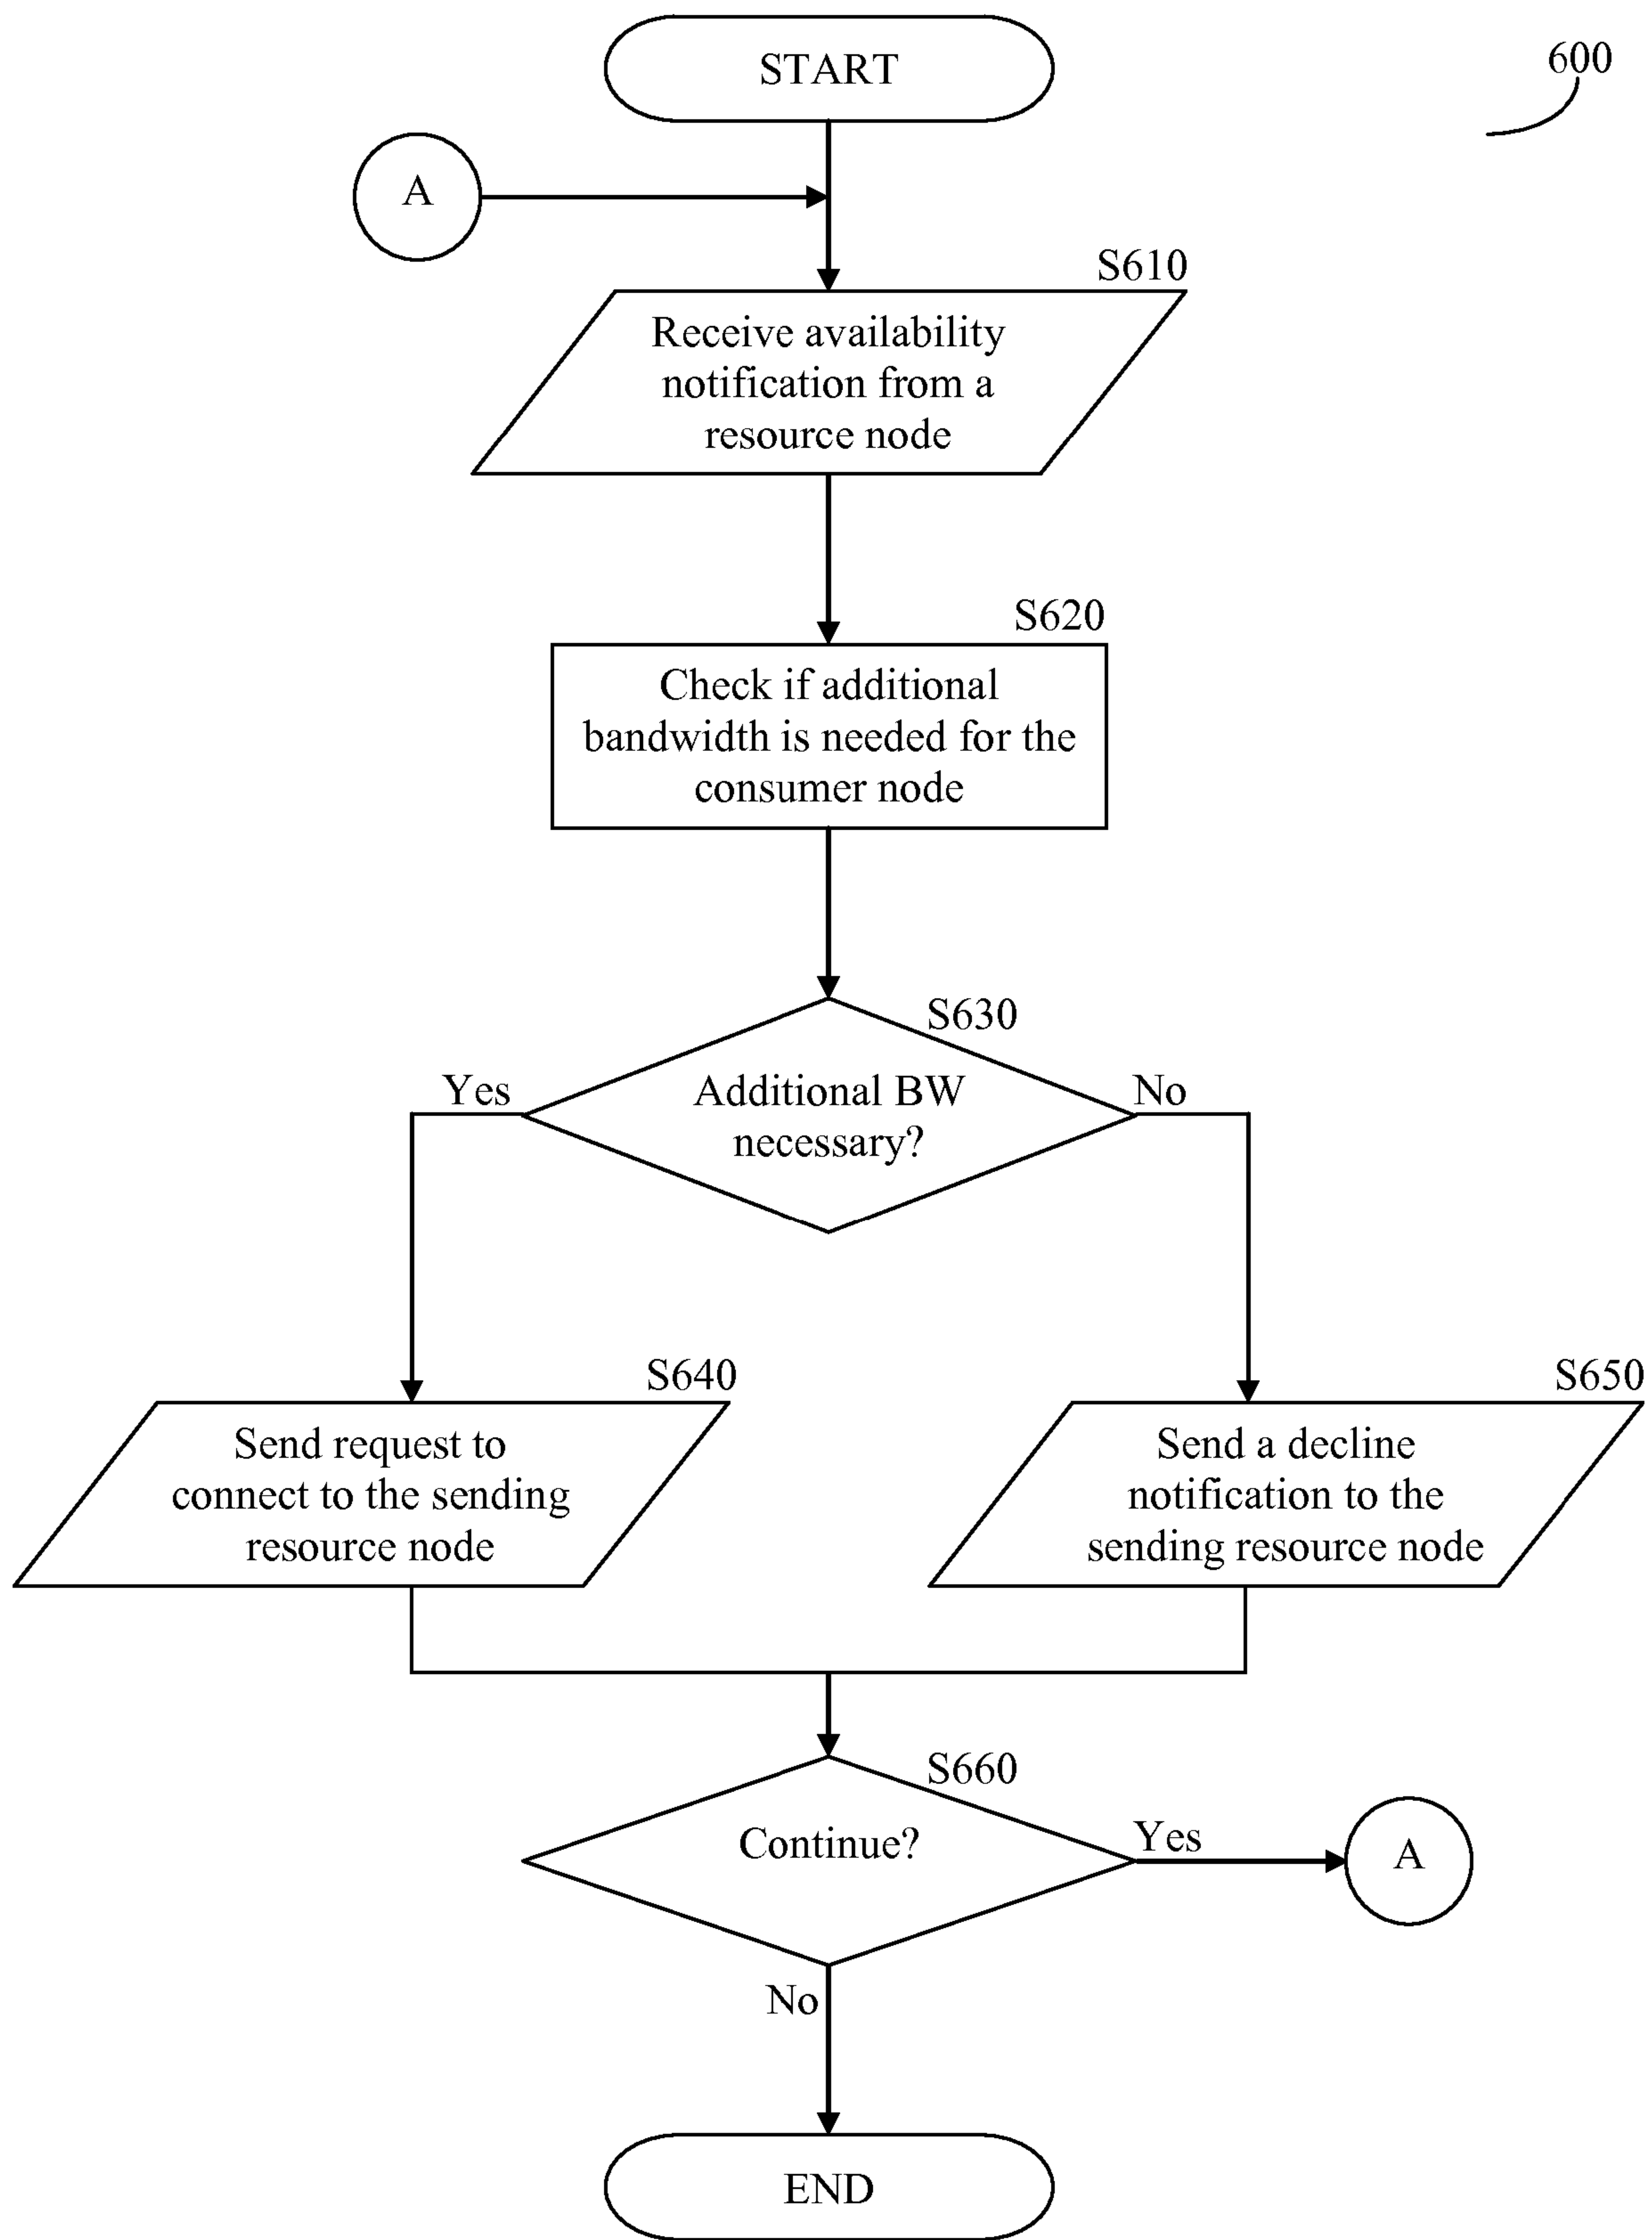 START
600
A
S610
Receive availability
notification from a
resource node
S620
Check if additional
bandwidth is needed for the
consumer node
S630
Yes
Additional BW
necessary?
No
S640
Send request to
connect to the sending
resource node
S650
Send a decline
notification to the
sending resource node
S660
Continue?
Yes
A
No
END